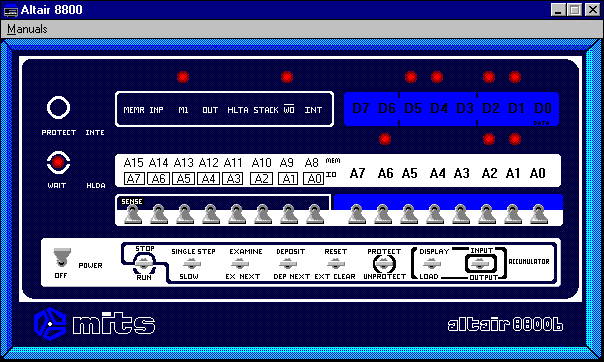 Altair 8800
Manuals
MEMR INP M1 OUT HLTA STACK WO INT
D7 D6 D5 D4 D3 D2 D1 D0
PROTECT INTE
A15 A14 A13 A12 A11 A10 A9 A8 MEM
A7 A6 A5 A4 A3 A2 A1 A0 IO
A7 A6 A5 A4 A3 A2 A1 A0
WAIT HLDA
SENSE
STOP SINGLE STEP EXAMINE DEPOSIT RESET PROTECT DISPLAY INPUT
POWER ACCUMULATOR
OFF RUN SLOW EX NEXT DEP NEXT EXT CLEAR UNPROTECT LOAD OUTPUT
mits altair 8800b